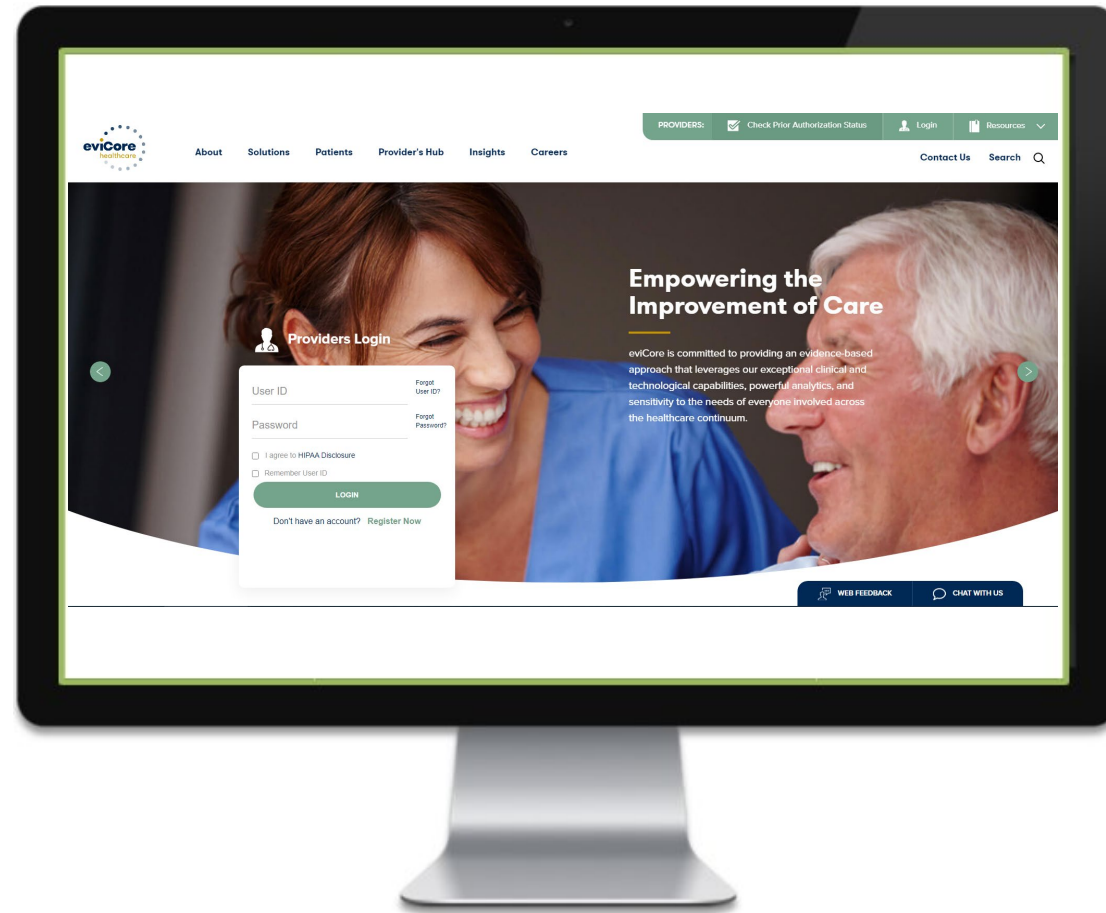 PROVIDERS: Check Prior Authorization Status Login Resources
eviCore
healthcare
About Solutions Patients Provider's Hub Insights Careers
Contact Us Search
Empowering the
Improvement of Care
eviCore is committed to providing an evidence-based
approach that leverages our exceptional clinical and
technological capabilities, powerful analytics, and
sensitivity to the needs of everyone involved across
the healthcare continuum.
Providers Login
User ID
Forgot
User ID?
Password
Forgot
Password?
I agree to HIPAA Disclosure
Remember User ID
LOGIN
Don't have an account? Register Now
WEB FEEDBACK CHAT WITH US